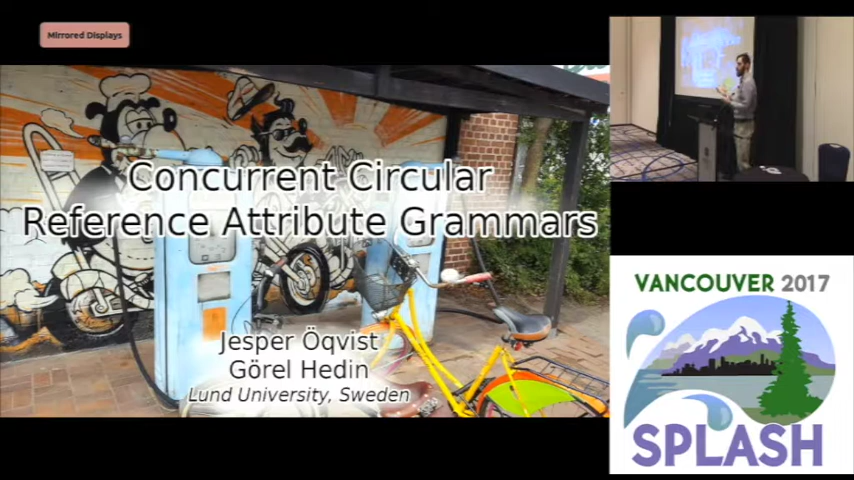 Mirrored Displays
Concurrent Circular
Reference Attribute Grammars
Jesper Öqvist
Görel Hedin
Lund University, Sweden
VANCOUVER 2017
SPLASH